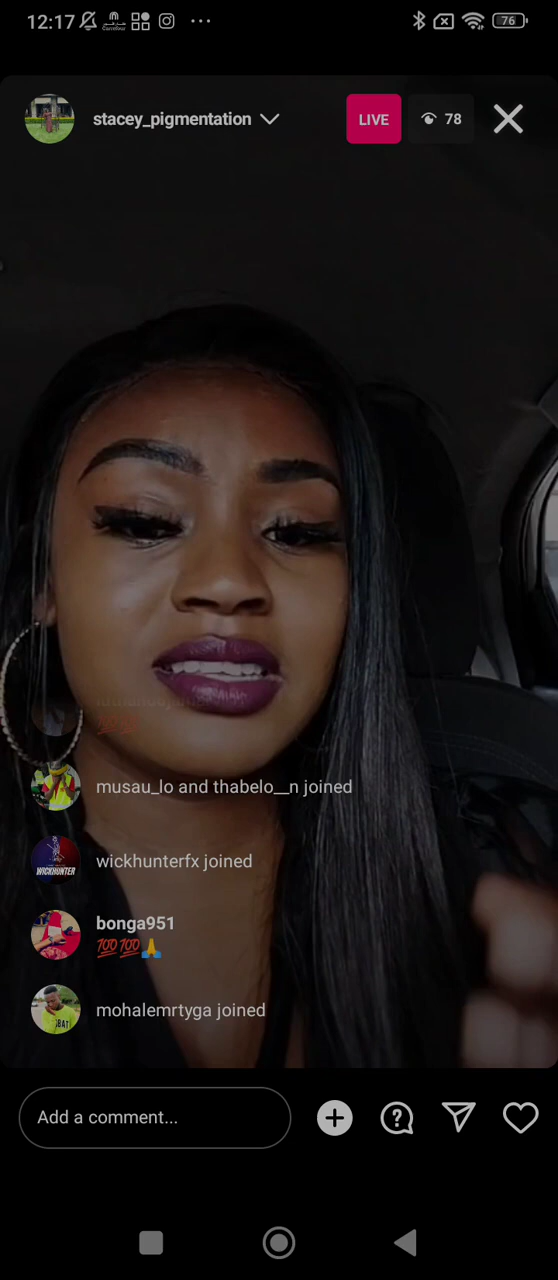 12:17
76
stacey_pigmentation
LIVE
78
💯💯
musau_lo and thabelo__n joined
WICKHUNTER
wickhunterfx joined
bonga951
💯💯🙏
mohalemrtyga joined
Add a comment...